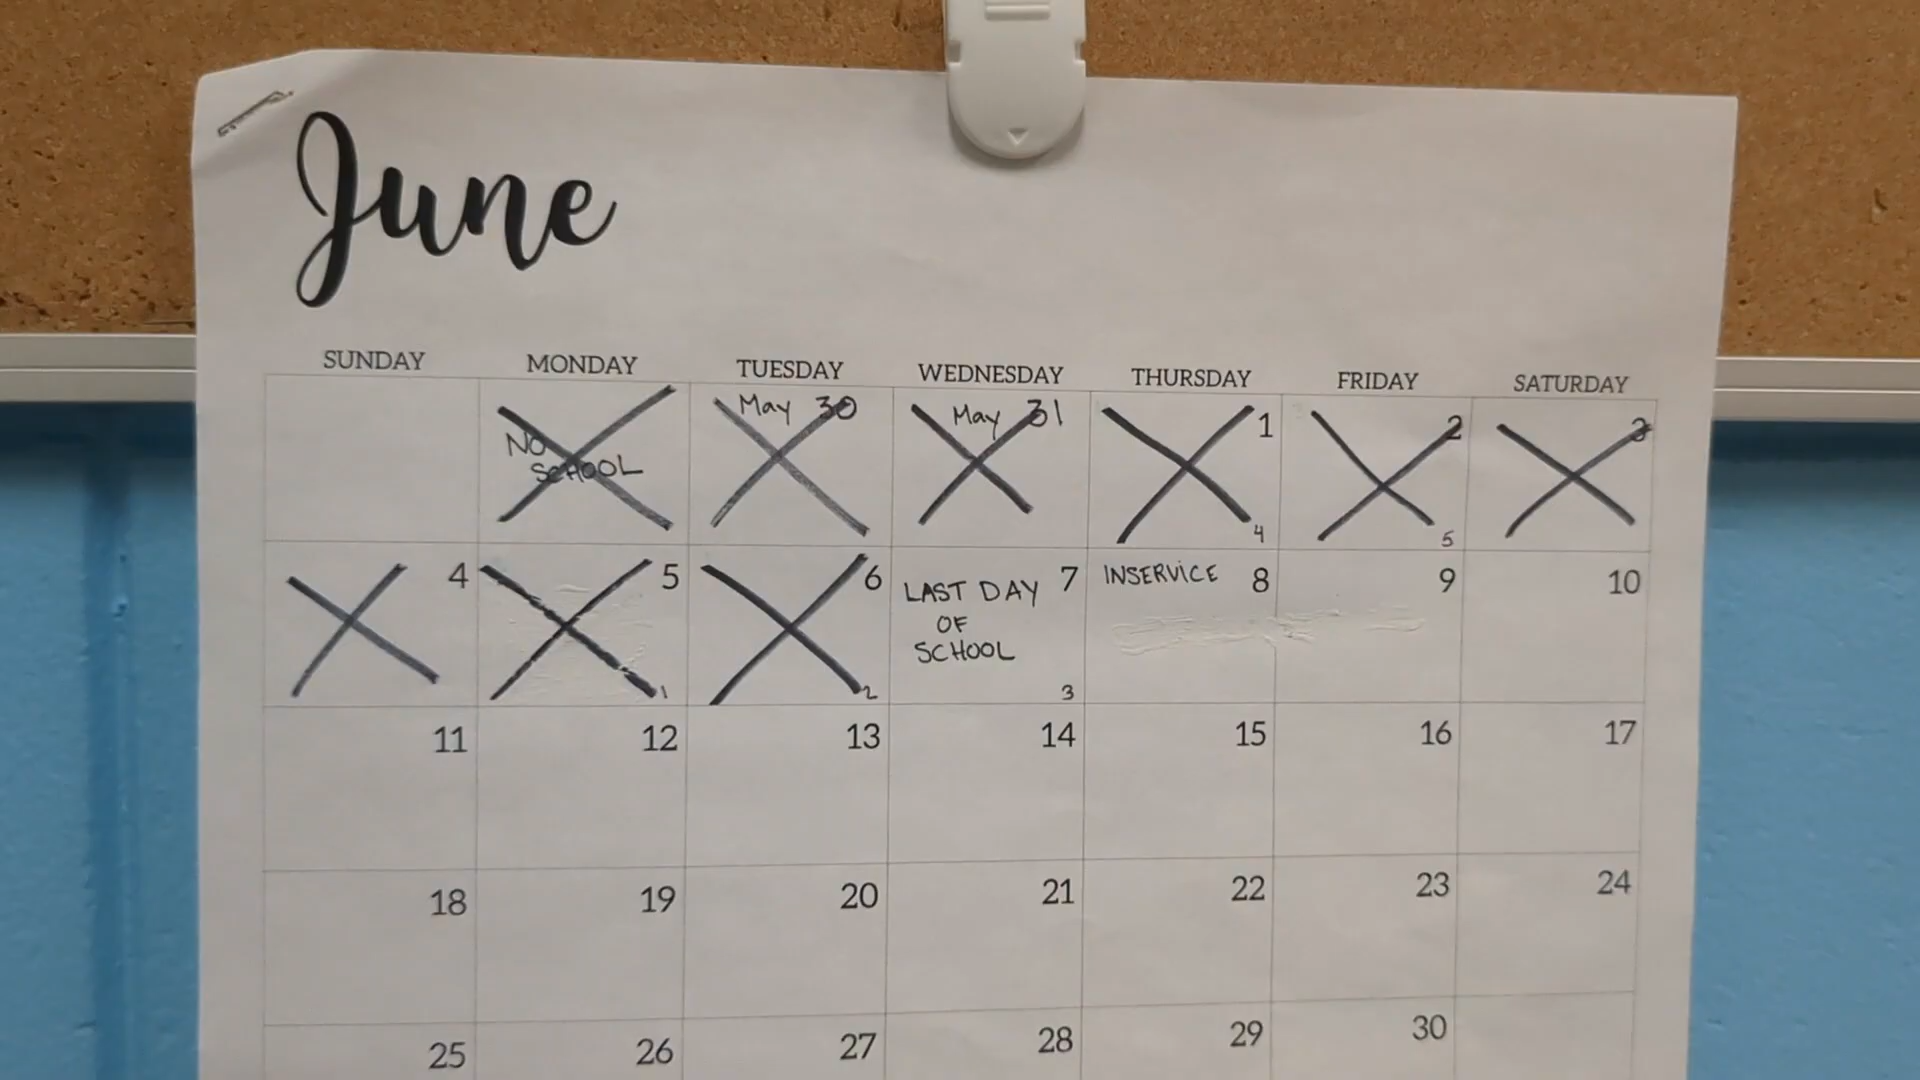 June
SUNDAY MONDAY TUESDAY WEDNESDAY THURSDAY FRIDAY SATURDAY
NO
SCHOOL
May 30
May 31
1
4
2
5
3
4
5
1
6
2
LAST DAY 7
OF
SCHOOL
3
INSERVICE 8
9
10
11 12 13 14 15 16 17
18 19 20 21 22 23 24
25 26 27 28 29 30